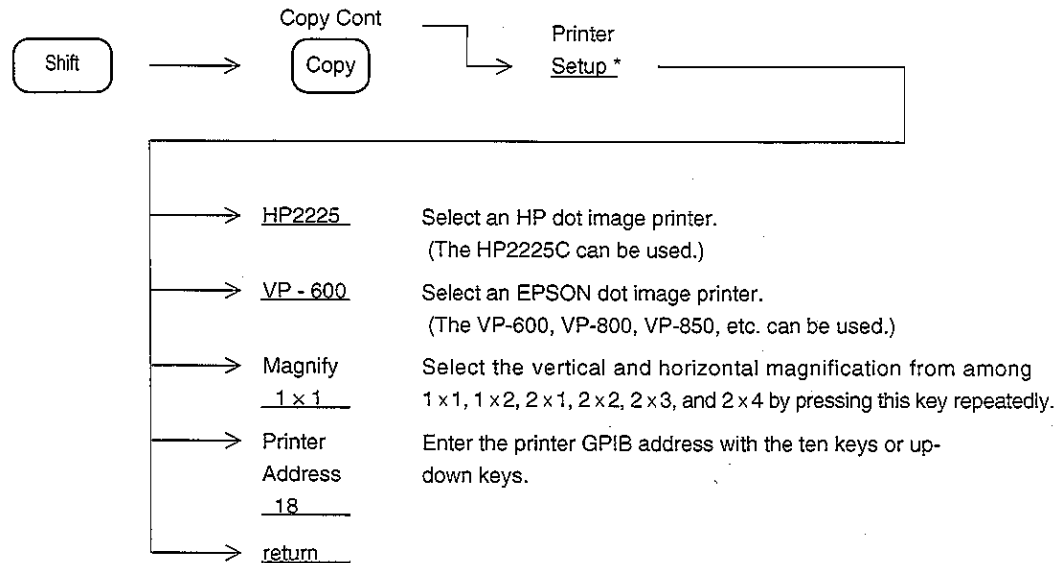 Copy Cont
Shift
Copy
Printer
Setup *
HP2225
Select an HP dot image printer.
(The HP2225C can be used.)
VP - 600
Select an EPSON dot image printer.
(The VP-600, VP-800, VP-850, etc. can be used.)
Magnify
1 × 1
Select the vertical and horizontal magnification from among
1 × 1, 1 × 2, 2 × 1, 2 × 2, 2 × 3, and 2 × 4 by pressing this key repeatedly.
Printer
Address
18
Enter the printer GPIB address with the ten keys or up-
down keys.
return